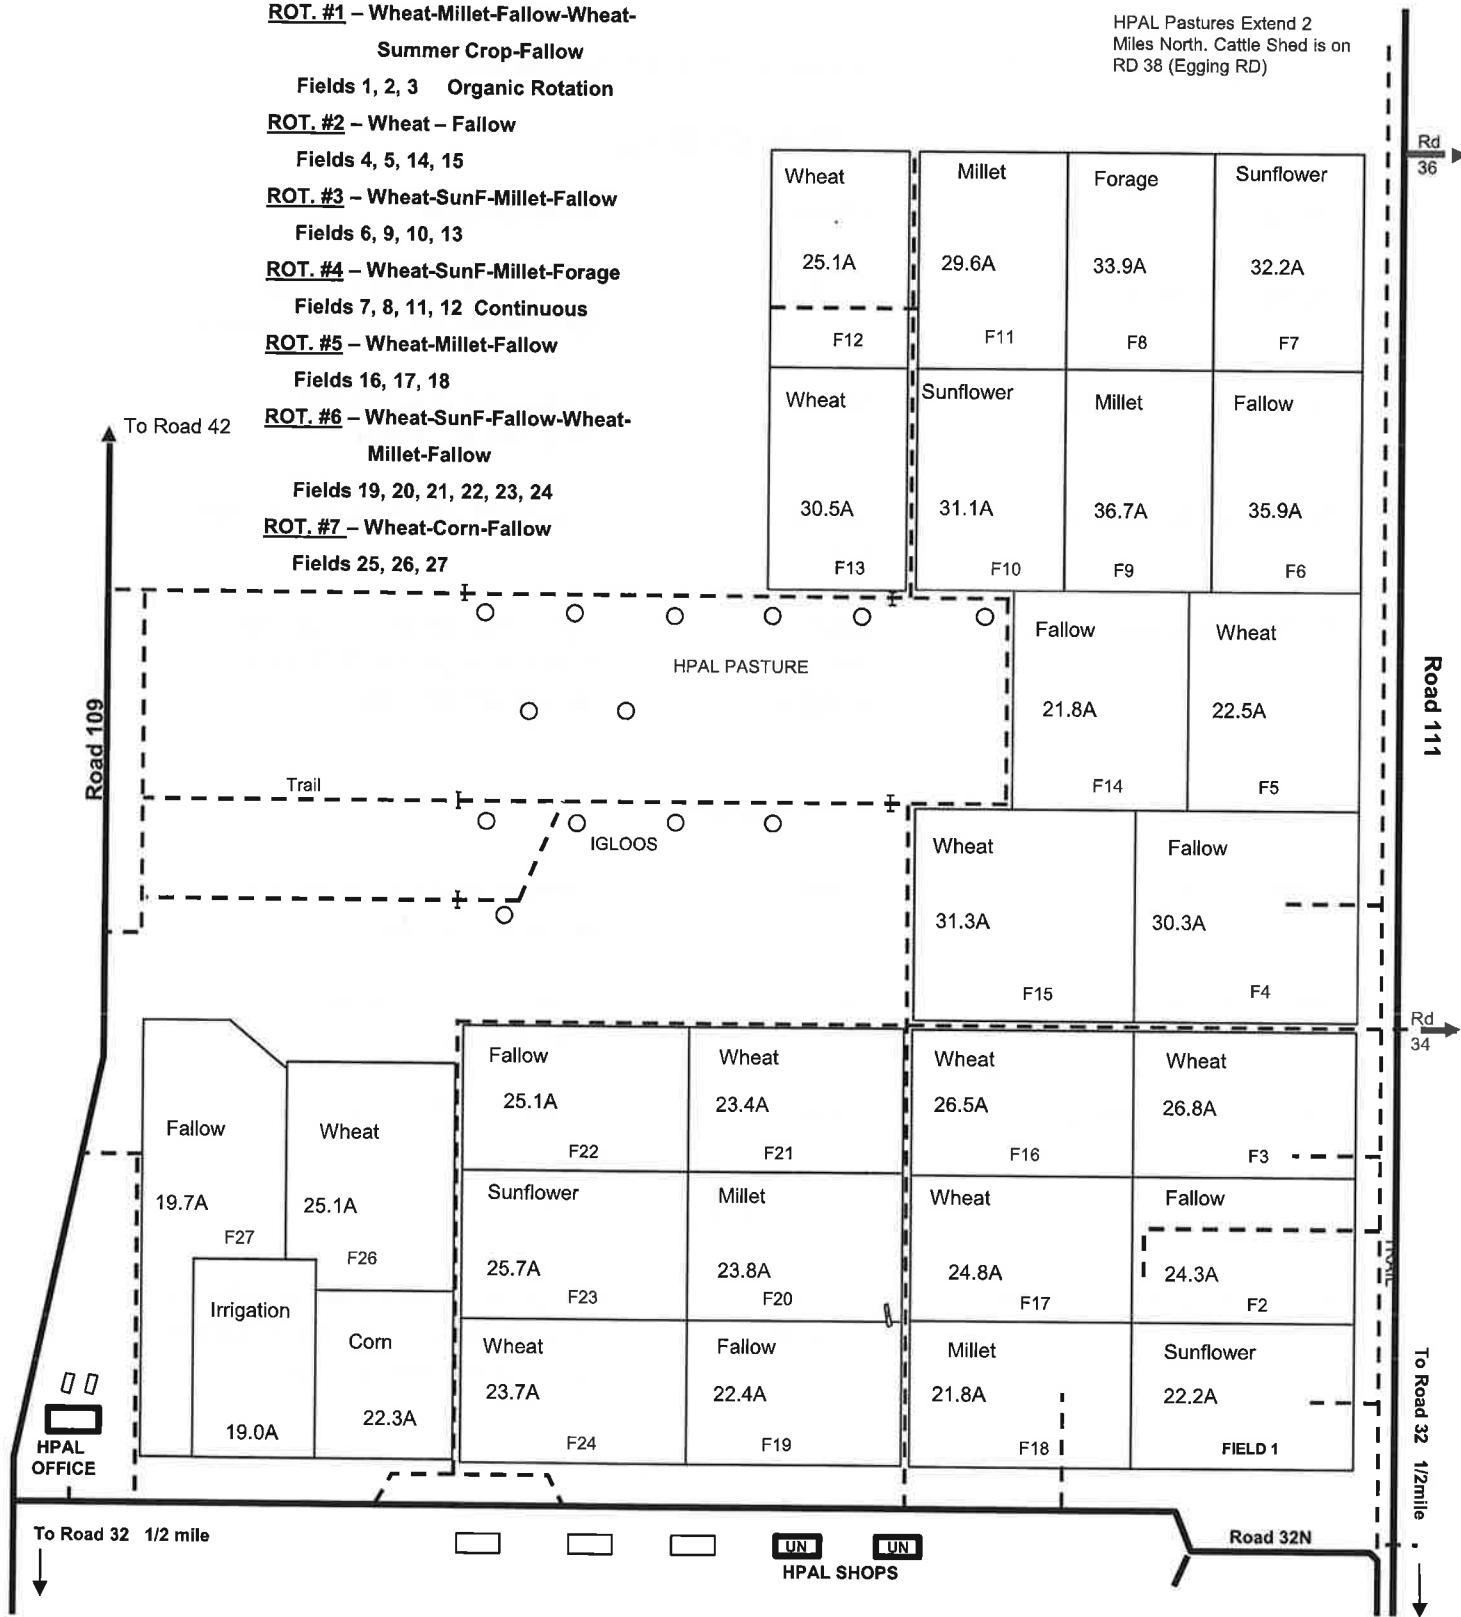 ROT. #1 – Wheat-Millet-Fallow-Wheat-
Summer Crop-Fallow
Fields 1, 2, 3 Organic Rotation
ROT. #2 – Wheat – Fallow
Fields 4, 5, 14, 15
ROT. #3 – Wheat-SunF-Millet-Fallow
Fields 6, 9, 10, 13
ROT. #4 – Wheat-SunF-Millet-Forage
Fields 7, 8, 11, 12 Continuous
ROT. #5 – Wheat-Millet-Fallow
Fields 16, 17, 18
ROT. #6 – Wheat-SunF-Fallow-Wheat-
Millet-Fallow
Fields 19, 20, 21, 22, 23, 24
ROT. #7 – Wheat-Corn-Fallow
Fields 25, 26, 27
HPAL Pastures Extend 2
Miles North. Cattle Shed is on
RD 38 (Egging RD)
Rd
36
Wheat
25.1A
F12
Millet
29.6A
F11
Forage
33.9A
F8
Sunflower
32.2A
F7
Wheat
30.5A
F13
Sunflower
31.1A
F10
Millet
36.7A
F9
Fallow
35.9A
F6
To Road 42
Road 109
HPAL PASTURE
Trail
IGLOOS
Fallow
21.8A
F14
Wheat
22.5A
F5
Road 111
Wheat
31.3A
F15
Fallow
30.3A
F4
Rd
34
Fallow
19.7A
F27
Wheat
25.1A
F26
Irrigation
19.0A
Corn
22.3A
Fallow
25.1A
F22
Wheat
23.4A
F21
Wheat
26.5A
F16
Wheat
26.8A
F3
Sunflower
25.7A
F23
Millet
23.8A
F20
Wheat
24.8A
F17
Fallow
24.3A
F2
Wheat
23.7A
F24
Fallow
22.4A
F19
Millet
21.8A
F18
Sunflower
22.2A
FIELD 1
TRAIL
To Road 32 1/2mile
HPAL
OFFICE
To Road 32 1/2 mile
UN
UN
HPAL SHOPS
Road 32N